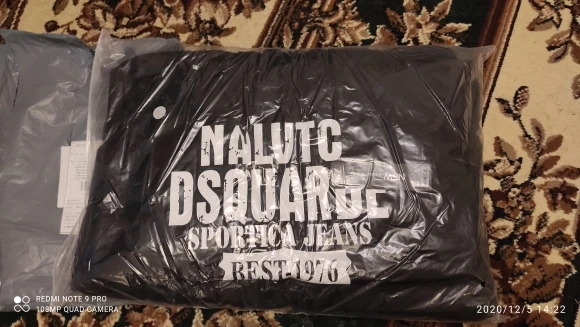 NALUTC
DSQUARDE
SPORTICA JEANS
BEST 1976
REDMI NOTE 9 PRO
108MP QUAD CAMERA
2020/12/5 14:22